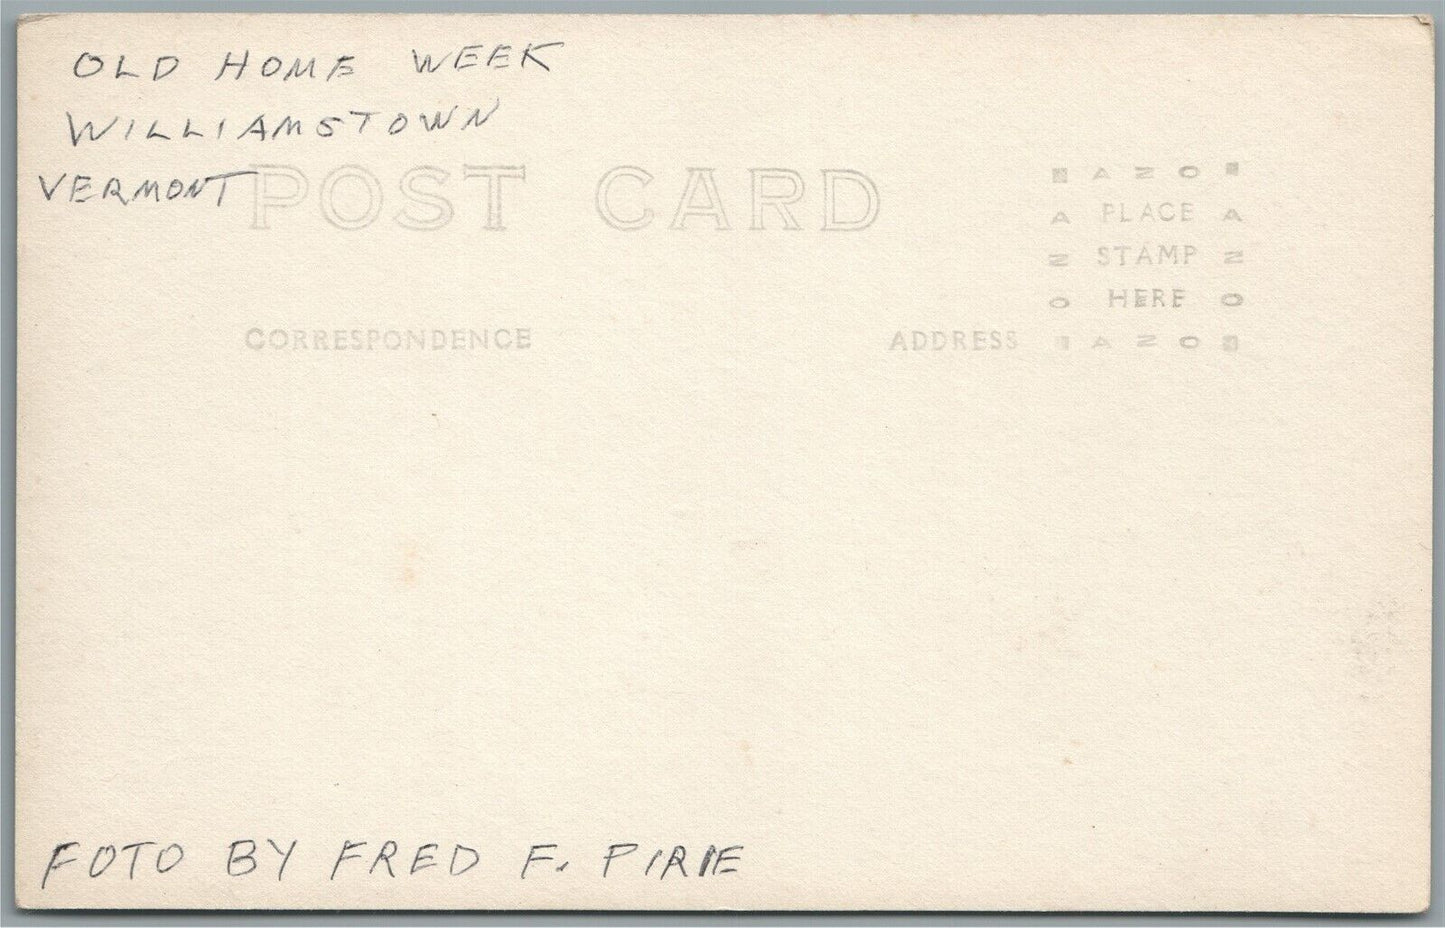 OLD HOME WEEK
WILLIAMSTOWN
VERMONT
POST CARD
AZO
A PLACE A
Z STAMP Z
O HERE O
AZO
CORRESPONDENCE
ADDRESS
FOTO BY FRED F. PIRIE